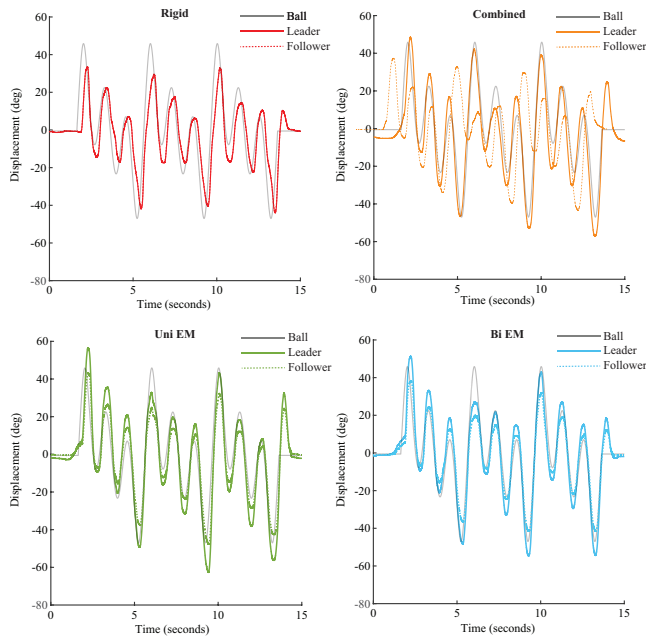 Rigid
Ball
Leader
Follower
Displacement (deg)
60
40
20
0
-20
-40
-60
-80
0
5
10
15
Time (seconds)
Combined
Ball
Leader
Follower
Displacement (deg)
60
40
20
0
-20
-40
-60
-80
0
5
10
15
Time (seconds)
Uni EM
Ball
Leader
Follower
Displacement (deg)
60
40
20
0
-20
-40
-60
-80
0
5
10
15
Time (seconds)
Bi EM
Ball
Leader
Follower
Displacement (deg)
60
40
20
0
-20
-40
-60
-80
0
5
10
15
Time (seconds)